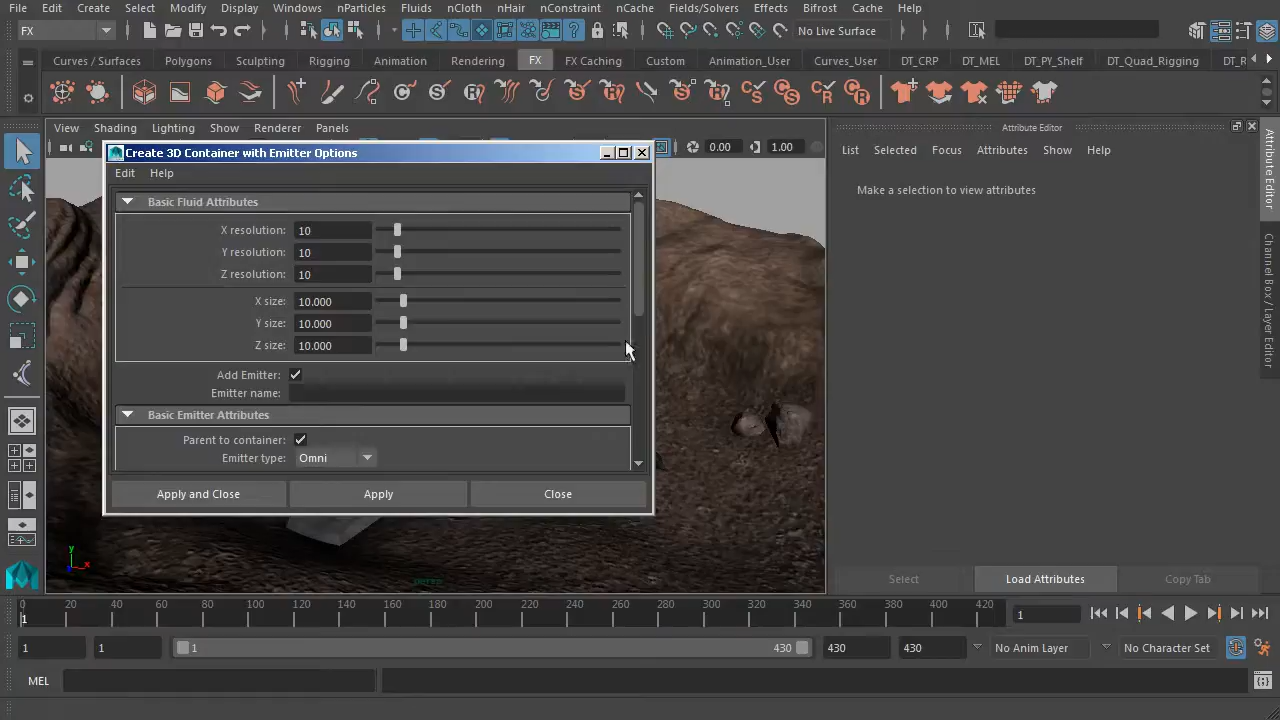 File Edit Create Select Modify Display Windows nParticles Fluids nCloth nHair nConstraint nCache Fields/Solvers Effects Bifrost Cache Help
FX No Live Surface
Curves / Surfaces Polygons Sculpting Rigging Animation Rendering FX FX Caching Custom Animation_User Curves_User DT_CRP DT_MEL DT_PY_Shelf DT_Quad_Rigging DT_R
View Shading Lighting Show Renderer Panels
0.00 1.00
Attribute Editor
List Selected Focus Attributes Show Help
Make a selection to view attributes
Attribute Editor
Channel Box / Layer Editor
Create 3D Container with Emitter Options
Edit Help
Basic Fluid Attributes
X resolution: 10
Y resolution: 10
Z resolution: 10
X size: 10.000
Y size: 10.000
Z size: 10.000
Add Emitter:
Emitter name:
Basic Emitter Attributes
Parent to container:
Emitter type: Omni
Apply and Close Apply Close
y
x
persp
Select Load Attributes Copy Tab
0 20 40 60 80 100 120 140 160 180 200 220 240 260 280 300 320 340 360 380 400 420
1 1
1 1 1 430 430 430 No Anim Layer No Character Set
MEL